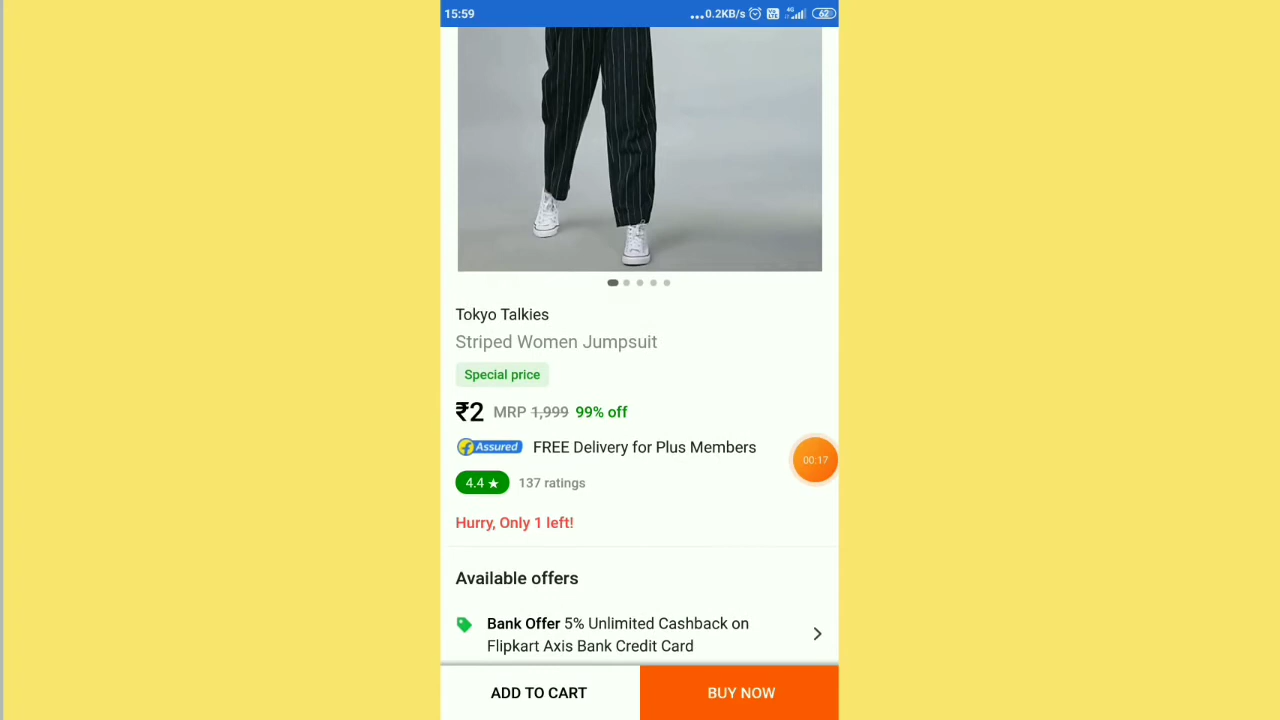 15:59
...0.2KB/s 4G 62
Tokyo Talkies
Striped Women Jumpsuit
Special price
₹2 MRP 1,999 99% off
f Assured FREE Delivery for Plus Members
00:17
4.4 ★ 137 ratings
Hurry, Only 1 left!
Available offers
Bank Offer 5% Unlimited Cashback on
Flipkart Axis Bank Credit Card
ADD TO CART BUY NOW